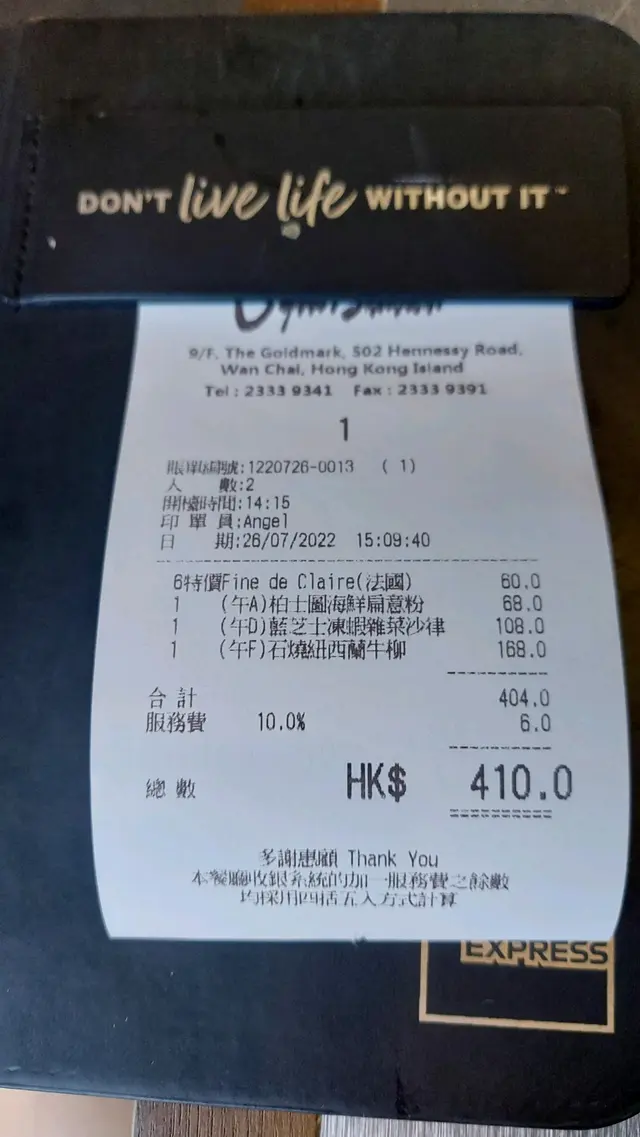 DON'T live life WITHOUT IT™
9/F, The Goldmark, 502 Hennessy Road,
Wan Chai, Hong Kong Island
Tel : 2333 9341 Fax : 2333 9391
1
賬單編號:1220726-0013 ( 1)
人 數:2
開檯時間:14:15
印 單 員:Angel
日 期:26/07/2022 15:09:40
6特價Fine de Claire(法國) 60.0
1 (午A)柏士圖海鮮扁意粉 68.0
1 (午D)藍芝士凍蝦雜菜沙律 108.0
1 (午F)石燒紐西蘭牛柳 168.0
合 計 404.0
服務費 10.0% 6.0
總 數 HK$ 410.0
多謝惠顧 Thank You
本餐廳收銀系統的加一服務費之餘數
均採用四捨五入方式計算
EXPRESS